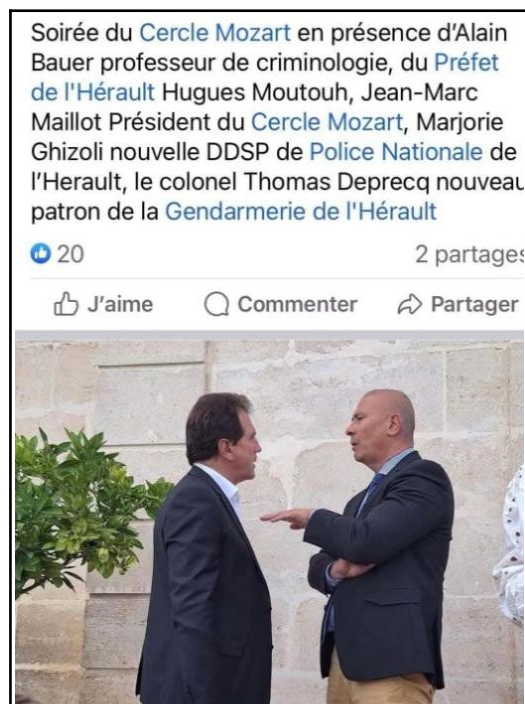 Soirée du Cercle Mozart en présence d'Alain
Bauer professeur de criminologie, du Préfet
de l'Hérault Hugues Moutouh, Jean-Marc
Maillot Président du Cercle Mozart, Marjorie
Ghizoli nouvelle DDSP de Police Nationale de
l'Herault, le colonel Thomas Deprecq nouveau
patron de la Gendarmerie de l'Hérault
20 2 partages
J'aime Commenter Partager